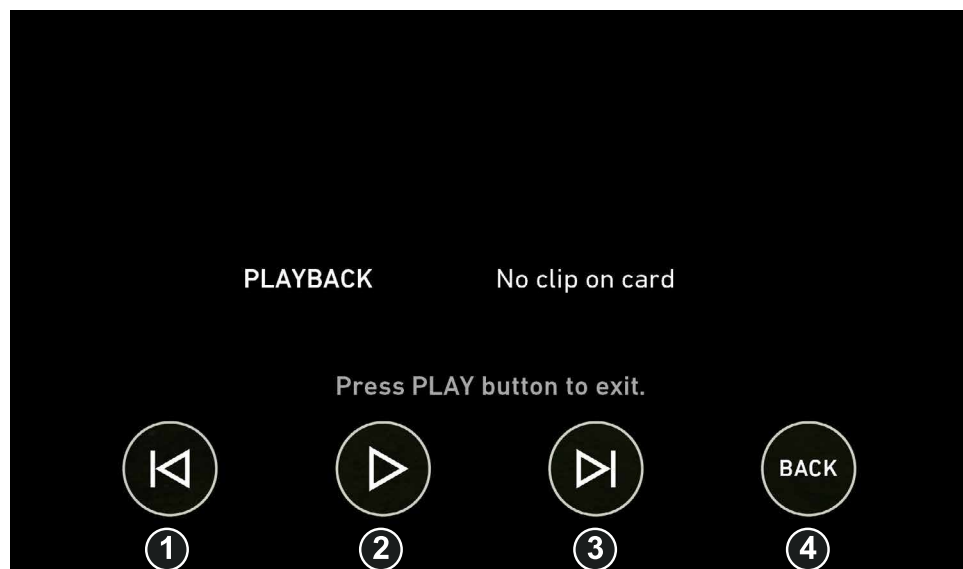 PLAYBACK No clip on card
Press PLAY button to exit.
BACK
1 2 3 4